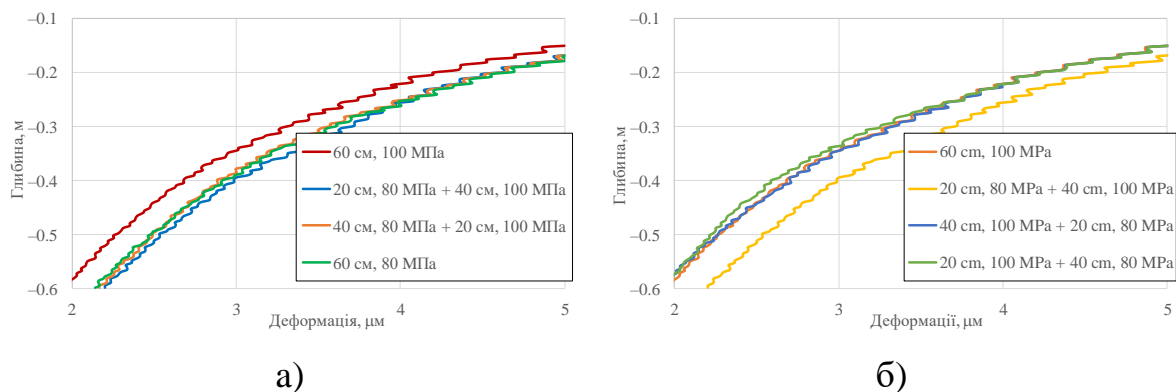 –0.1
–0.2
–0.3
–0.4
–0.5
–0.6
2
3
4
5
Глибина, м
Деформація, μм
60 см, 100 МПа
20 см, 80 МПа + 40 см, 100 МПа
40 см, 80 МПа + 20 см, 100 МПа
60 см, 80 МПа
а)
–0.1
–0.2
–0.3
–0.4
–0.5
–0.6
2
3
4
5
Глибина, м
Деформації, μм
60 cm, 100 MPa
20 cm, 80 MPa + 40 cm, 100 MPa
40 cm, 100 MPa + 20 cm, 80 MPa
20 cm, 100 MPa + 40 cm, 80 MPa
б)